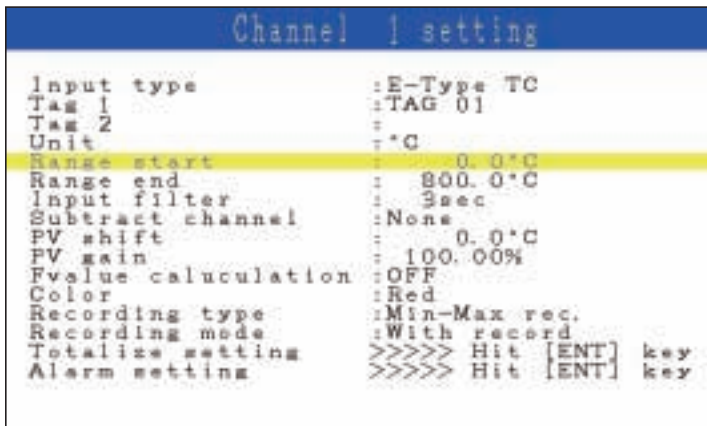 Channel 1 setting
Input type :E-Type TC
Tag 1 :TAG 01
Tag 2 :
Unit :°C
Range start : 0.0°C
Range end : 800.0°C
Input filter : 3sec
Subtract channel :None
PV shift : 0.0°C
PV gain : 100.00%
Fvalue caluculation :OFF
Color :Red
Recording type :Min-Max rec.
Recording mode :With record
Totalize setting >>>>> Hit [ENT] key
Alarm setting >>>>> Hit [ENT] key